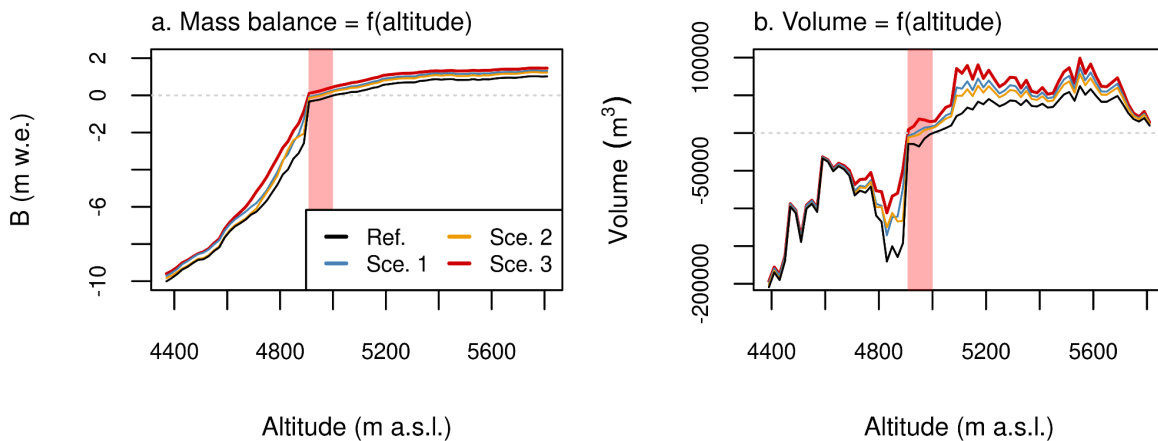 a. Mass balance = f(altitude)
B (m w.e.)
2
0
-2
-6
-10
Ref.
Sce. 1
Sce. 2
Sce. 3
4400 4800 5200 5600
Altitude (m a.s.l.)
b. Volume = f(altitude)
Volume (m³)
100000
-50000
-200000
4400 4800 5200 5600
Altitude (m a.s.l.)